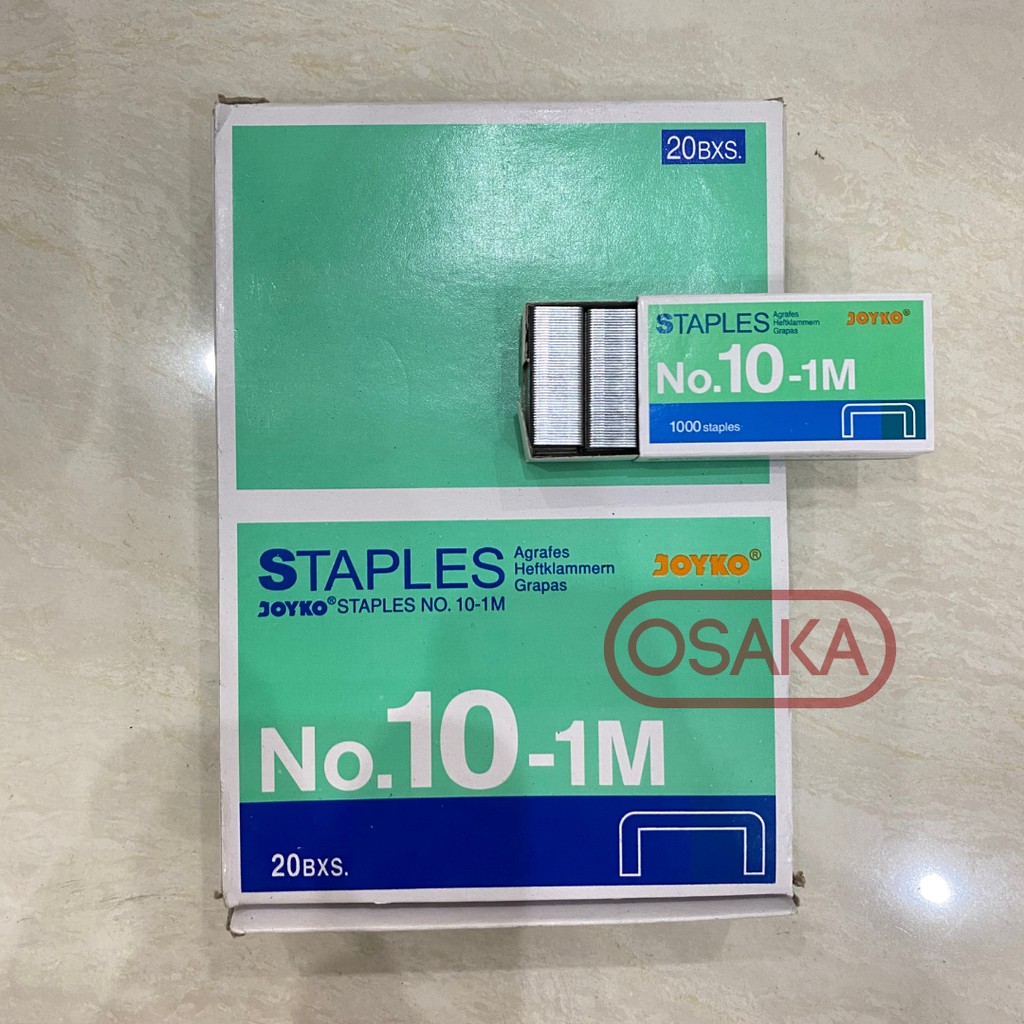 20BXS.
STAPLES
Agrafes
Heftklammern
Grapas
JOYKO®
No.10-1M
1000 staples
STAPLES
Agrafes
Heftklammern
Grapas
JOYKO®
JOYKO® STAPLES NO. 10-1M
OSAKA
No.10-1M
20BXS.